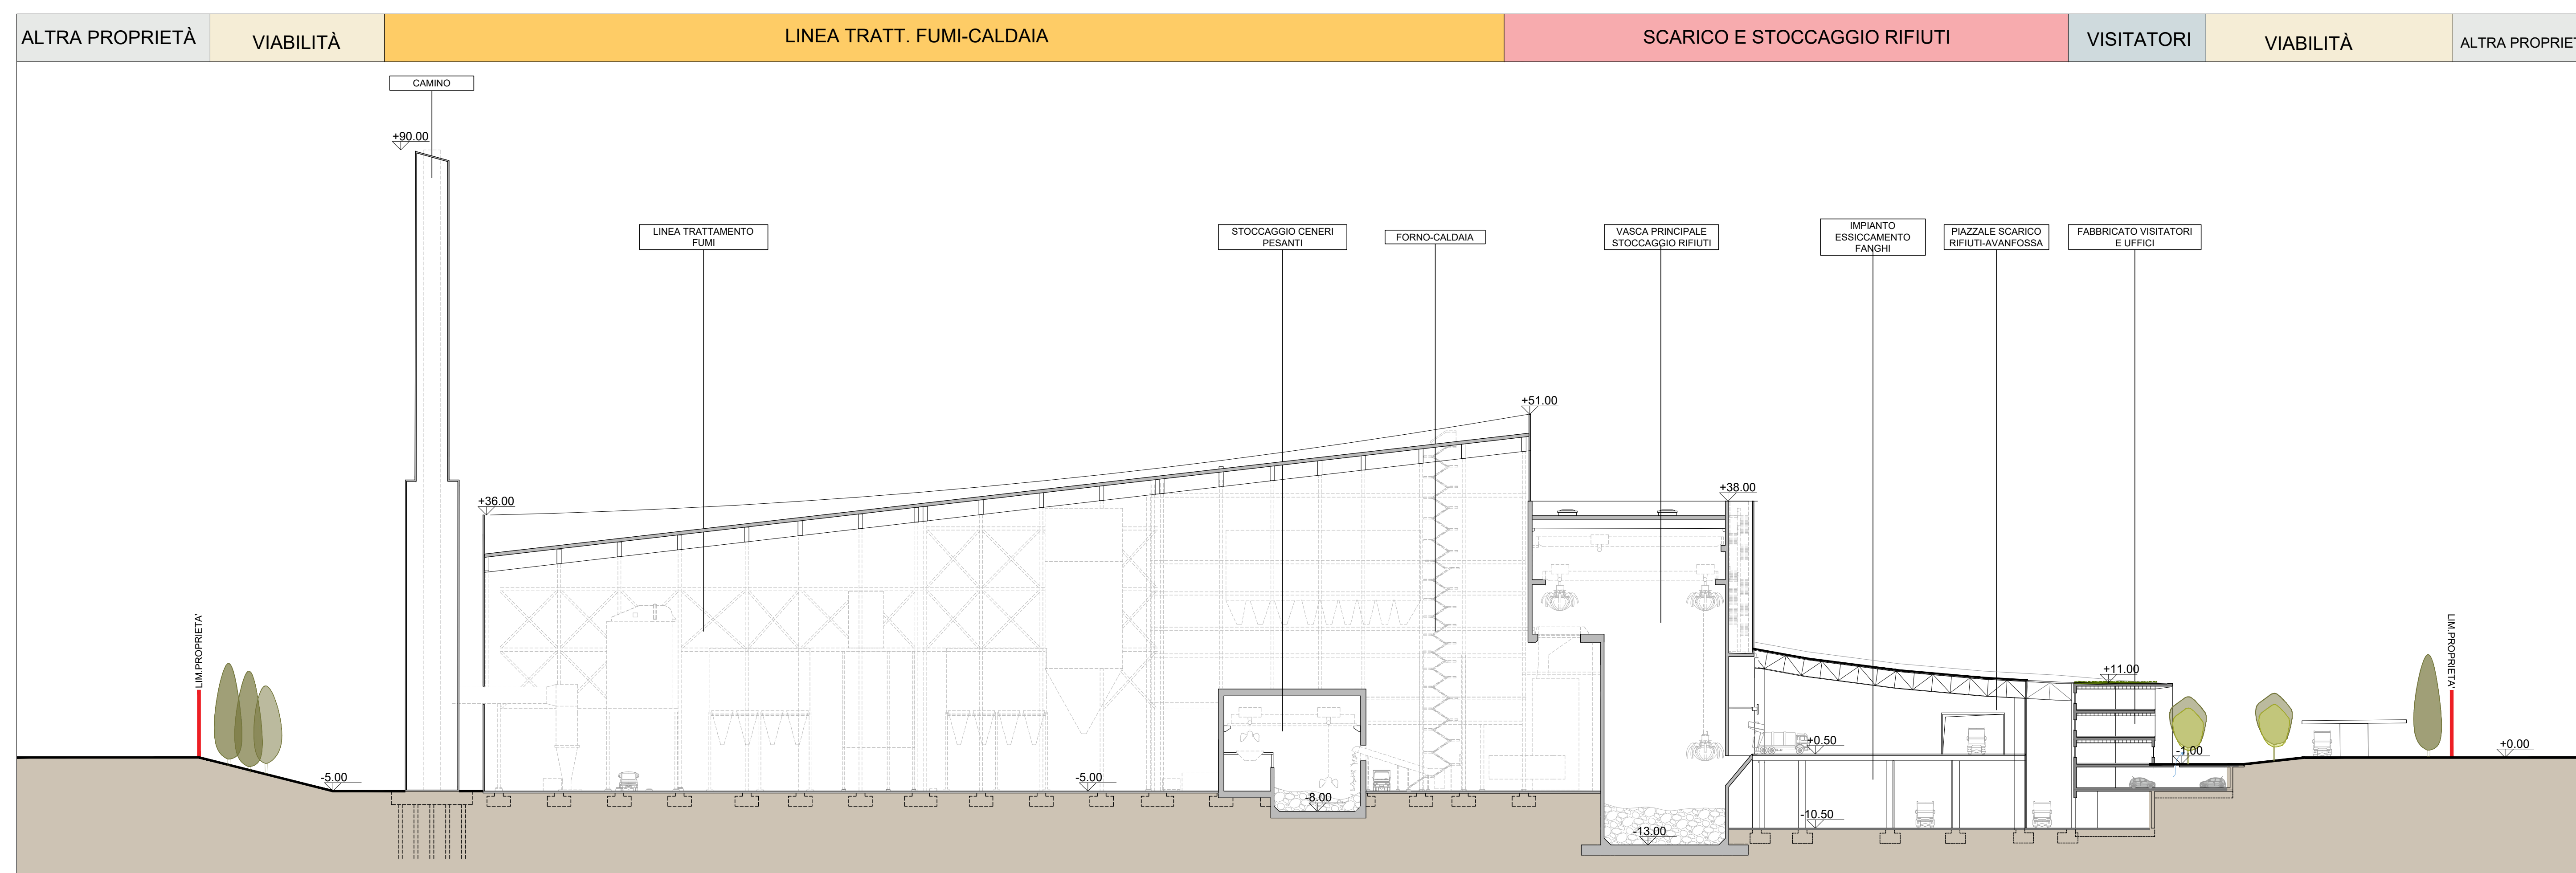 ALTRA PROPRIETÀ
VIABILITÀ
LINEA TRATT. FUMI-CALDAIA
SCARICO E STOCCAGGIO RIFIUTI
VISITATORI
VIABILITÀ
ALTRA PROPRIET
CAMINO
+90.00
LINEA TRATTAMENTO
FUMI
STOCCAGGIO CENERI
PESANTI
FORNO-CALDAIA
VASCA PRINCIPALE
STOCCAGGIO RIFIUTI
IMPIANTO
ESSICCAMENTO
FANGHI
PIAZZALE SCARICO
RIFIUTI-AVANFOSSA
FABBRICATO VISITATORI
E UFFICI
+51.00
+36.00
+38.00
LIM.PROPRIETA'
LIM.PROPRIETA'
+11.00
+0.50
-1.00
+0.00
-5.00
-5.00
-8.00
-10.50
-13.00